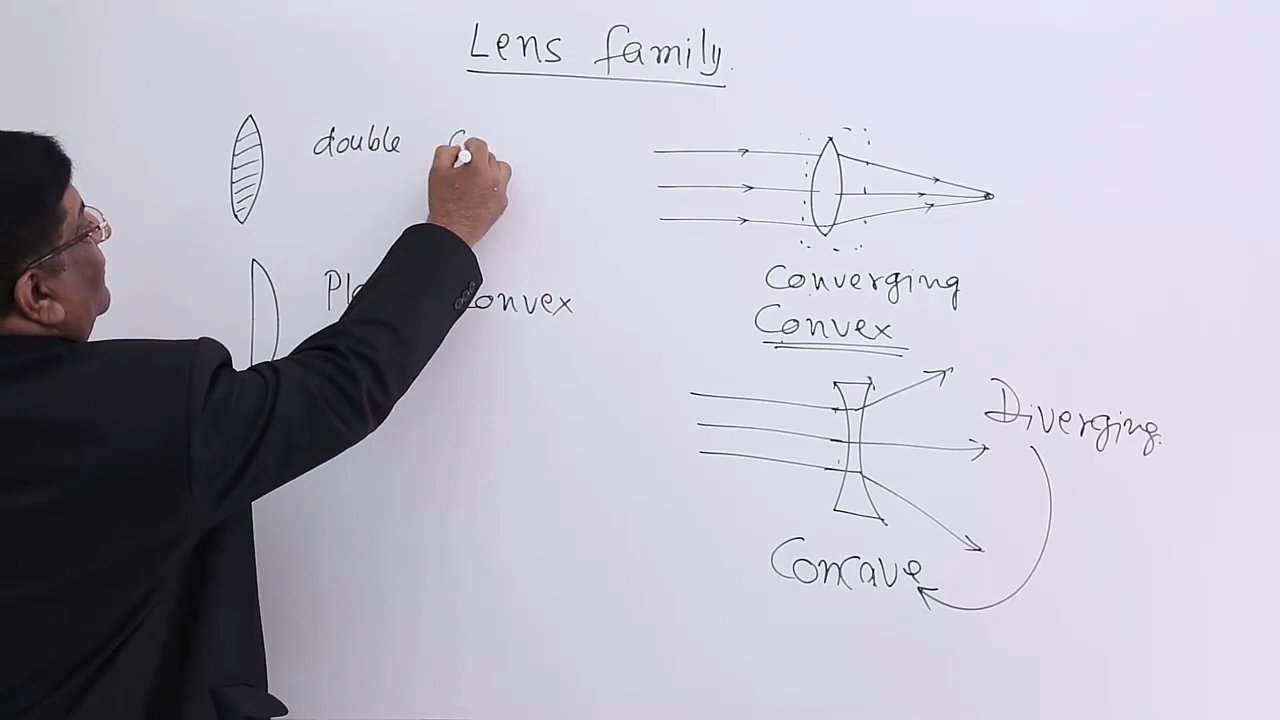 Lens family.
double
Convex
Converging
Convex
Diverging.
Concave